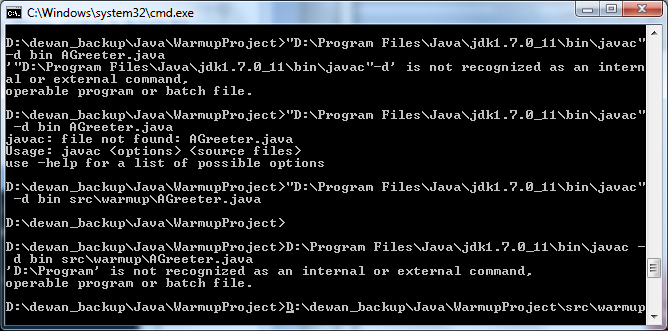 C:\Windows\system32\cmd.exe
D:\dewan_backup\Java\WarmupProject>"D:\Program Files\Java\jdk1.7.0_11\bin\javac"
-d bin AGreeter.java
'"D:\Program Files\Java\jdk1.7.0_11\bin\javac"-d' is not recognized as an intern
al or external command,
operable program or batch file.
D:\dewan_backup\Java\WarmupProject>"D:\Program Files\Java\jdk1.7.0_11\bin\javac"
-d bin AGreeter.java
javac: file not found: AGreeter.java
Usage: javac <options> <source files>
use -help for a list of possible options
D:\dewan_backup\Java\WarmupProject>"D:\Program Files\Java\jdk1.7.0_11\bin\javac"
-d bin src\warmup\AGreeter.java
D:\dewan_backup\Java\WarmupProject>
D:\dewan_backup\Java\WarmupProject>D:\Program Files\Java\jdk1.7.0_11\bin\javac -
d bin src\warmup\AGreeter.java
'D:\Program' is not recognized as an internal or external command,
operable program or batch file.
D:\dewan_backup\Java\WarmupProject>D:\dewan_backup\Java\WarmupProject\src\warmup